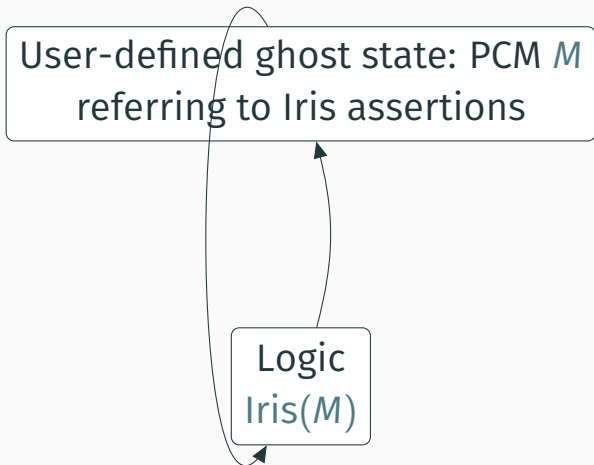 User-defined ghost state: PCM M
referring to Iris assertions
Logic
Iris(M)